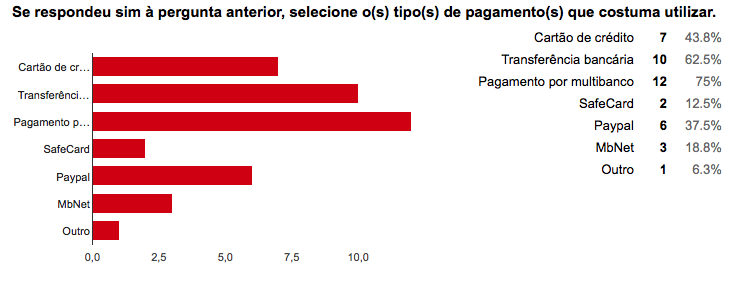 Se respondeu sim à pergunta anterior, selecione o(s) tipo(s) de pagamento(s) que costuma utilizar.
Cartão de crédito 7 43.8%
Transferência bancária 10 62.5%
Pagamento por multibanco 12 75%
SafeCard 2 12.5%
Paypal 6 37.5%
MbNet 3 18.8%
Outro 1 6.3%
Cartão de cr…
Transferênci…
Pagamento p…
SafeCard
Paypal
MbNet
Outro
0,0 2,5 5,0 7,5 10,0